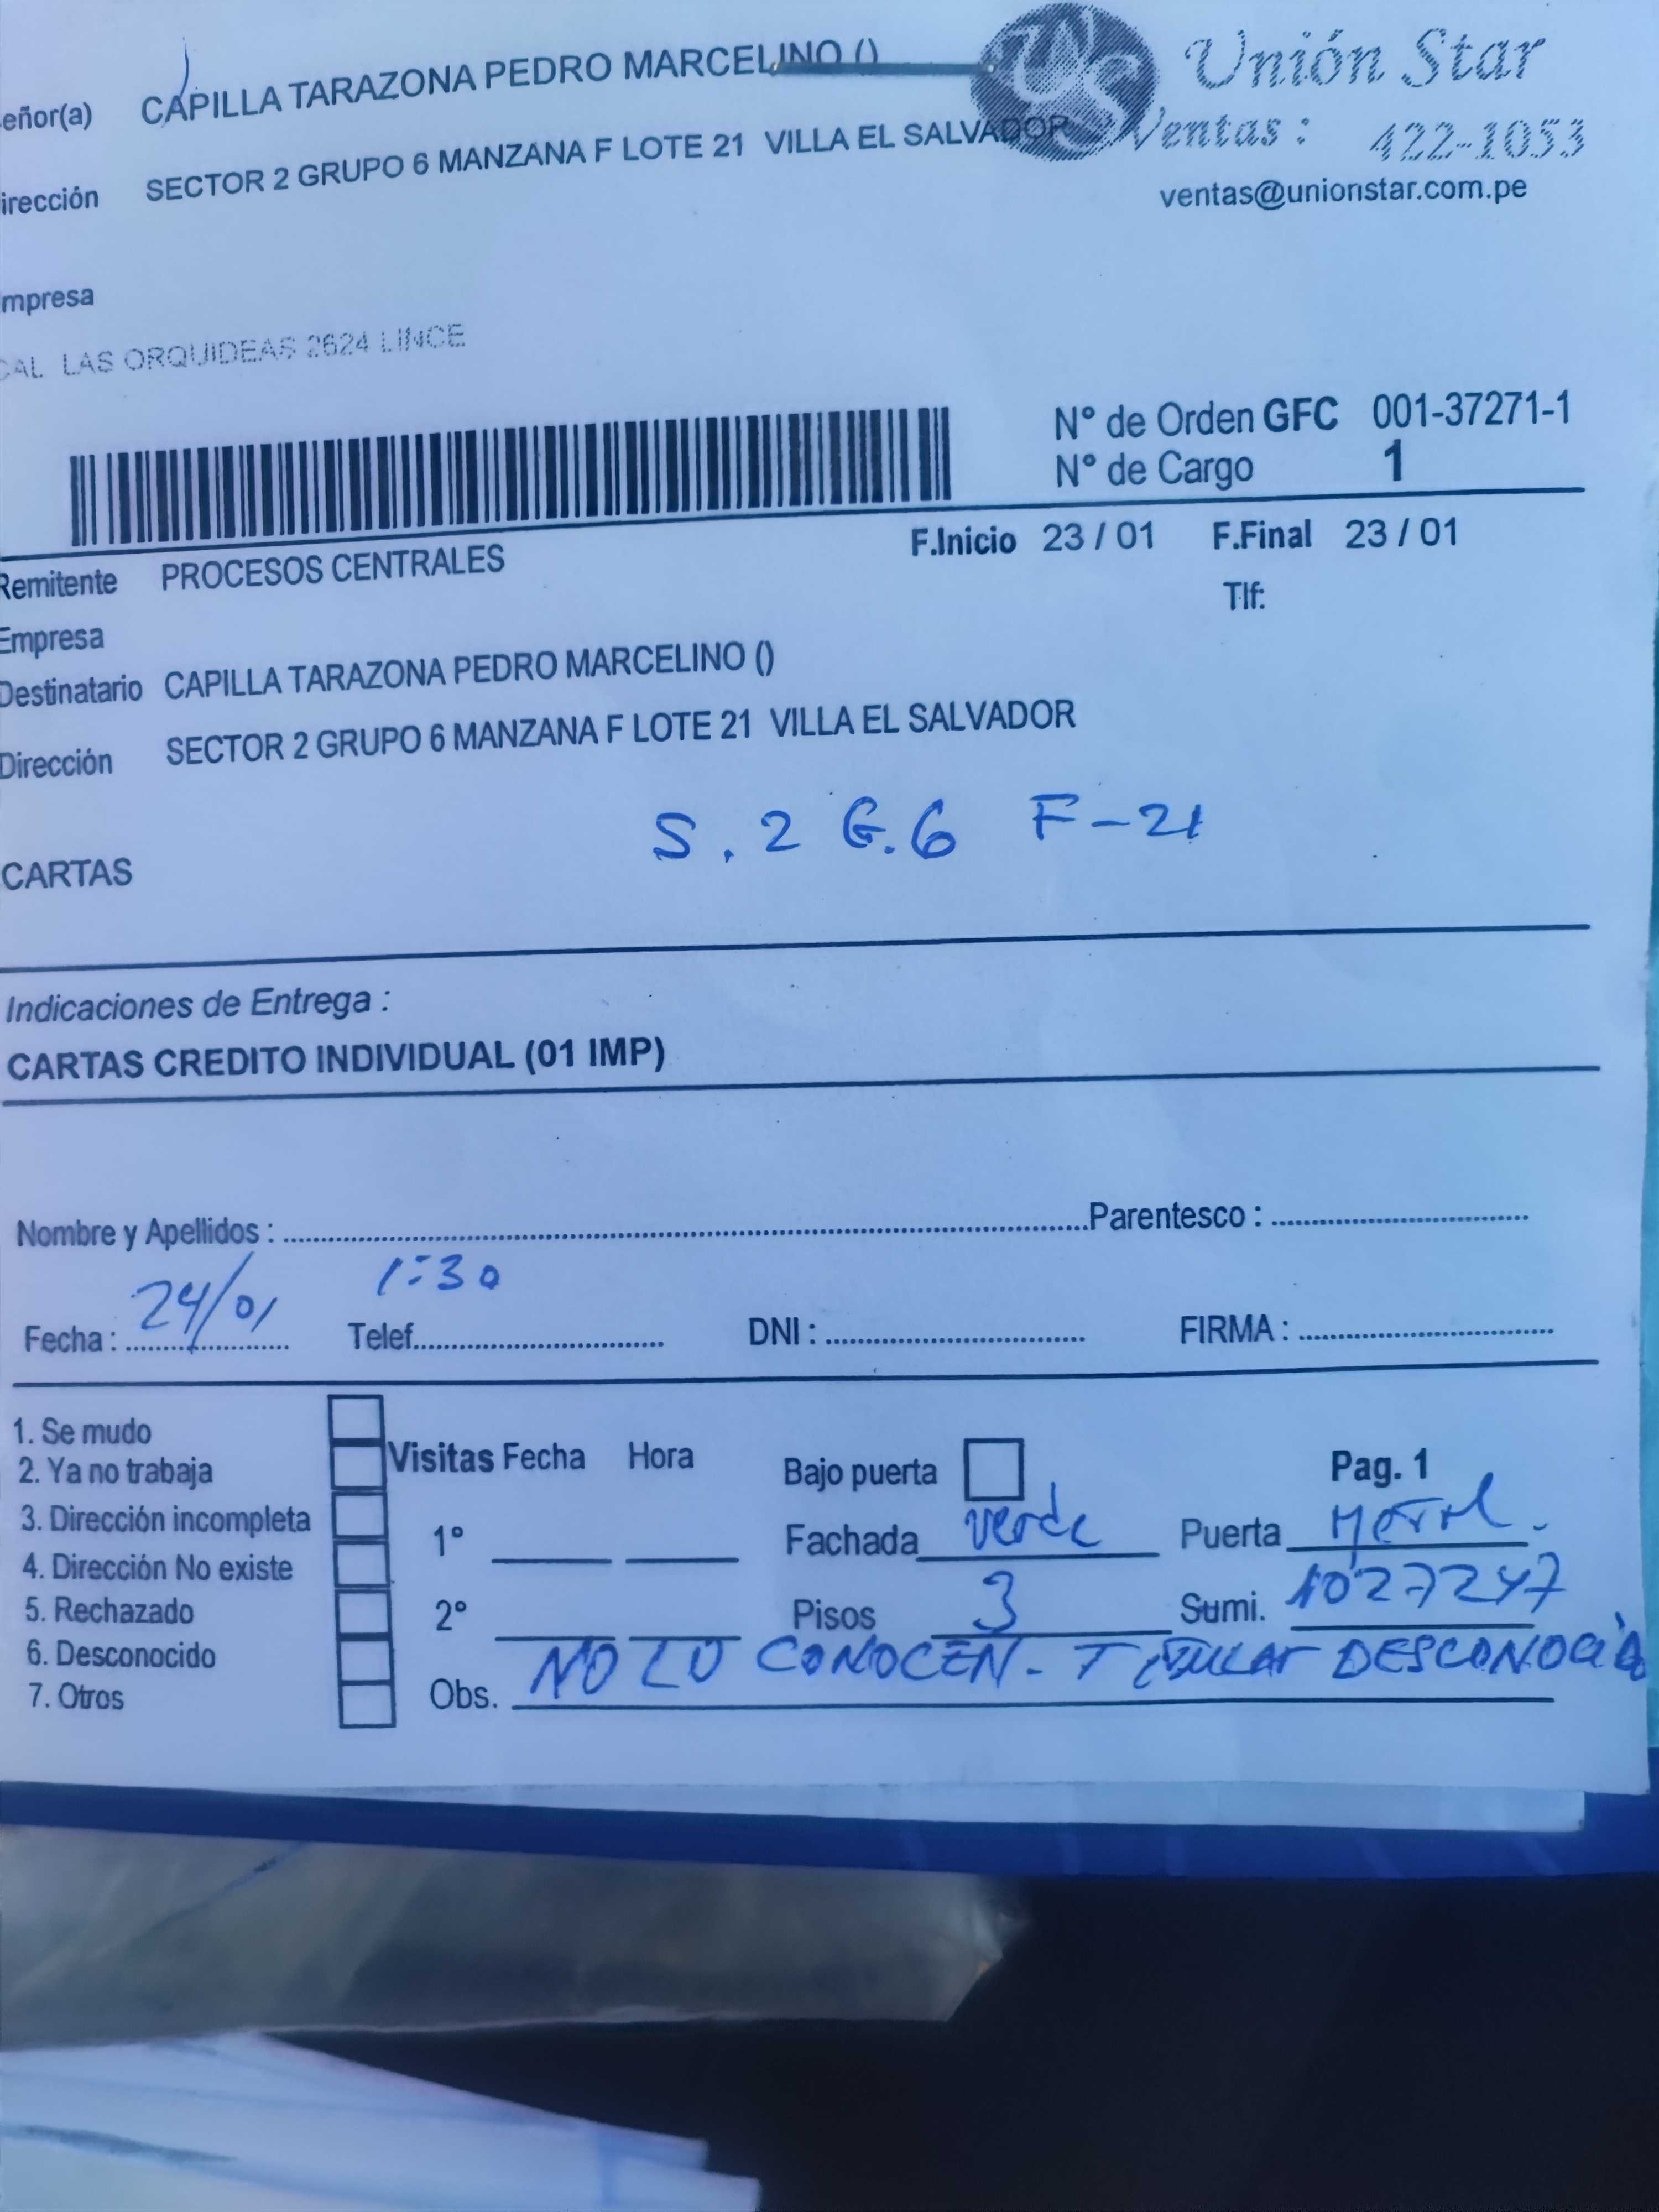 eñor(a) CAPILLA TARAZONA PEDRO MARCELINO ()
irección SECTOR 2 GRUPO 6 MANZANA F LOTE 21 VILLA EL SALVADOR
Unión Star
Ventas : 422-1053
ventas@unionstar.com.pe
mpresa
CAL LAS ORQUIDEAS 2624 LINCE
N° de Orden GFC 001-37271-1
N° de Cargo 1
F.Inicio 23 / 01 F.Final 23 / 01
Remitente PROCESOS CENTRALES
Tlf:
Empresa
Destinatario CAPILLA TARAZONA PEDRO MARCELINO ()
Dirección SECTOR 2 GRUPO 6 MANZANA F LOTE 21 VILLA EL SALVADOR
S. 2 G.6 F-21
CARTAS
Indicaciones de Entrega :
CARTAS CREDITO INDIVIDUAL (01 IMP)
Nombre y Apellidos : Parentesco :
24/01 1:30
Fecha : Telef. DNI : FIRMA :
1. Se mudo
2. Ya no trabaja
3. Dirección incompleta
4. Dirección No existe
5. Rechazado
6. Desconocido
7. Otros
Visitas Fecha Hora
1°
2°
Bajo puerta
Pag. 1
Fachada verde Puerta Metal.
Pisos 3 Sumi. 1027247
Obs. NO LO CONOCEN - TITULAR DESCONOCIDO